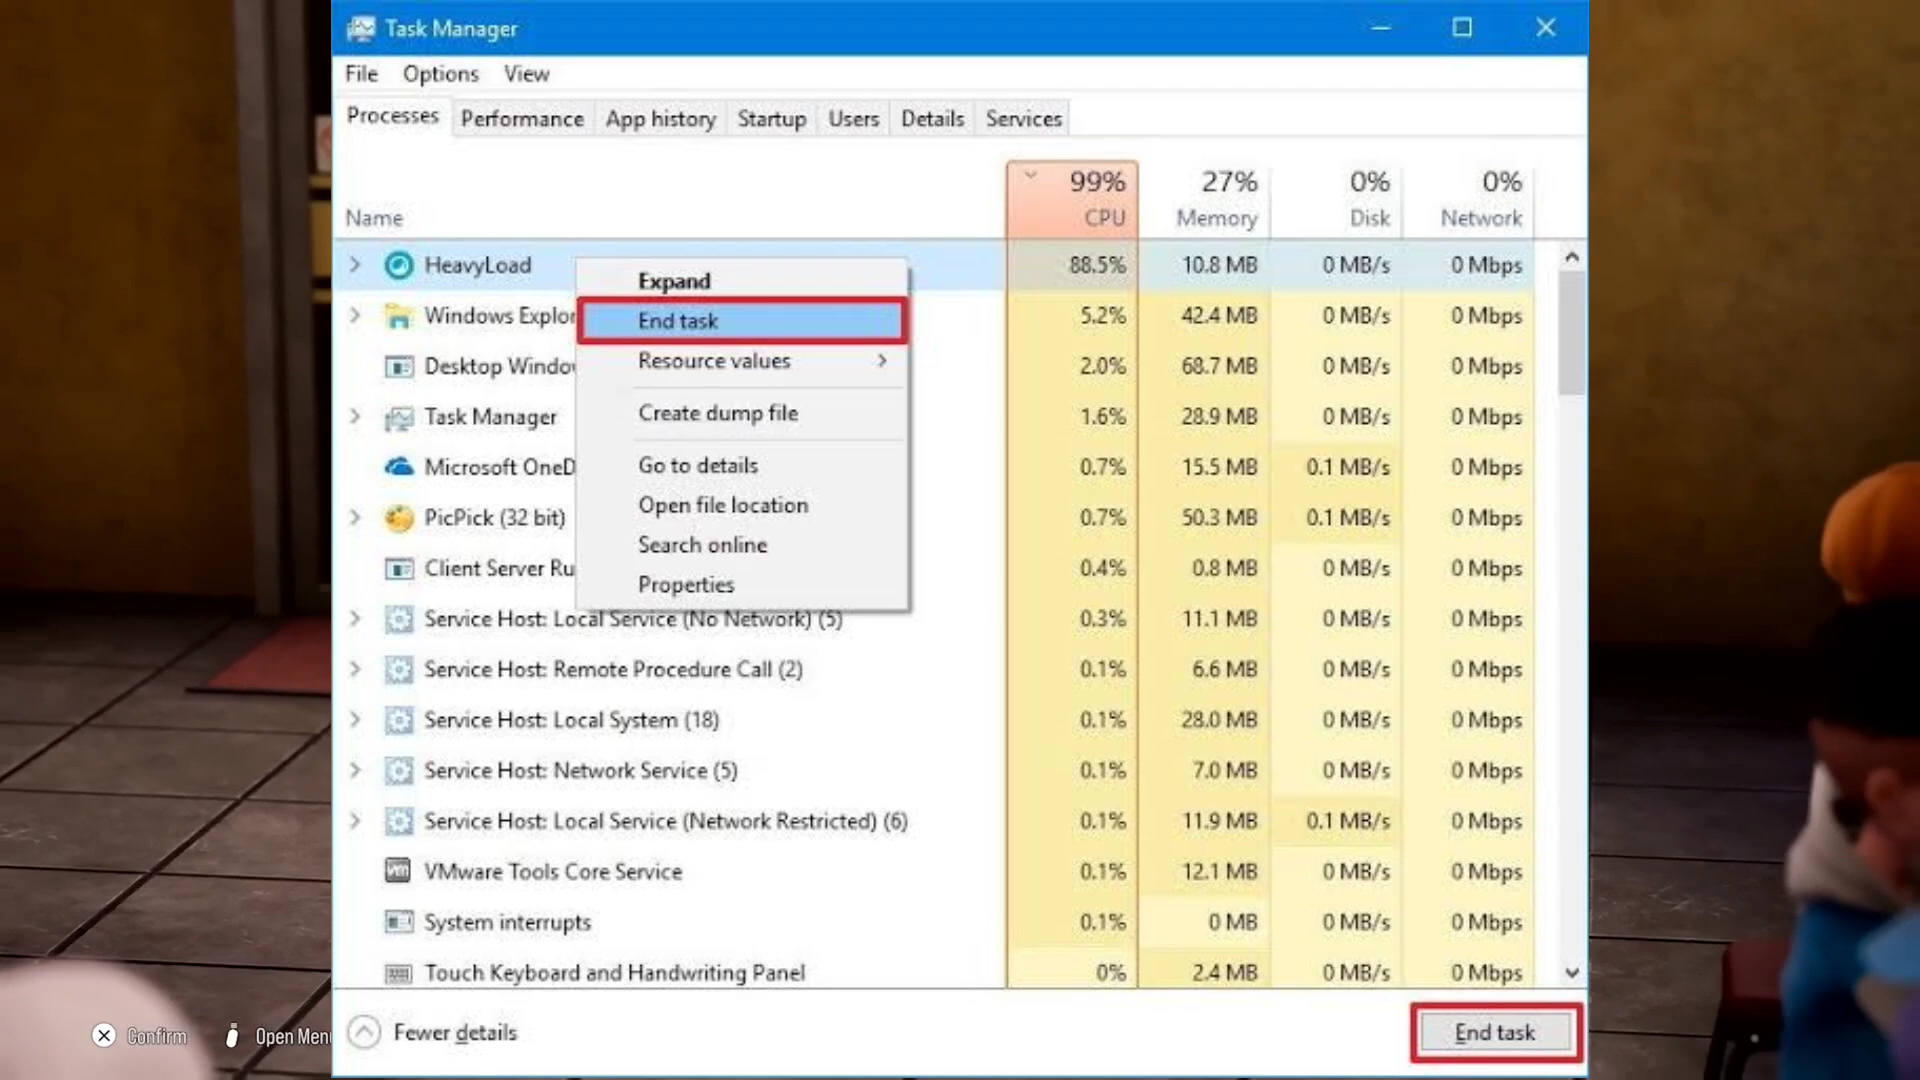 Task Manager
File Options View
Processes Performance App history Startup Users Details Services
99% 27% 0% 0%
Name CPU Memory Disk Network
HeavyLoad 88.5% 10.8 MB 0 MB/s 0 Mbps
Windows Explor 5.2% 42.4 MB 0 MB/s 0 Mbps
Desktop Windo 2.0% 68.7 MB 0 MB/s 0 Mbps
Task Manager 1.6% 28.9 MB 0 MB/s 0 Mbps
Microsoft OneD 0.7% 15.5 MB 0.1 MB/s 0 Mbps
PicPick (32 bit) 0.7% 50.3 MB 0.1 MB/s 0 Mbps
Client Server Ru 0.4% 0.8 MB 0 MB/s 0 Mbps
Service Host: Local Service (No Network) (5) 0.3% 11.1 MB 0 MB/s 0 Mbps
Service Host: Remote Procedure Call (2) 0.1% 6.6 MB 0 MB/s 0 Mbps
Service Host: Local System (18) 0.1% 28.0 MB 0 MB/s 0 Mbps
Service Host: Network Service (5) 0.1% 7.0 MB 0 MB/s 0 Mbps
Service Host: Local Service (Network Restricted) (6) 0.1% 11.9 MB 0.1 MB/s 0 Mbps
VMware Tools Core Service 0.1% 12.1 MB 0 MB/s 0 Mbps
System interrupts 0.1% 0 MB 0 MB/s 0 Mbps
Touch Keyboard and Handwriting Panel 0% 2.4 MB 0 MB/s 0 Mbps
Expand
End task
Resource values
Create dump file
Go to details
Open file location
Search online
Properties
Fewer details
End task
Confirm Open Menu